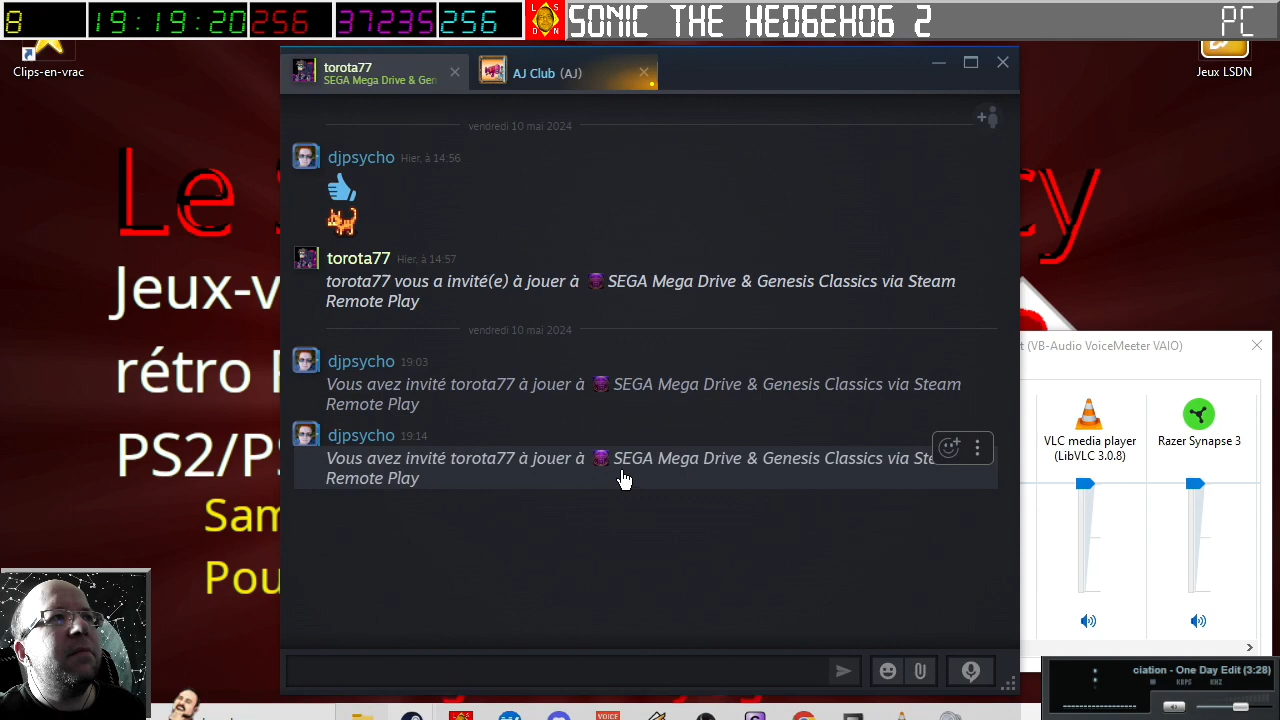 8
19:19:20
256
37235
256
L S
D N
SONIC THE HEDGEHOG 2
PC
Clips-en-vrac
Jeux LSDN
torota77
SEGA Mega Drive & Gen
AJ Club (AJ)
vendredi 10 mai 2024
djpsycho Hier, à 14:56
torota77 Hier, à 14:57
torota77 vous a invité(e) à jouer à SEGA Mega Drive & Genesis Classics via Steam
Remote Play
vendredi 10 mai 2024
djpsycho 19:03
Vous avez invité torota77 à jouer à SEGA Mega Drive & Genesis Classics via Steam
Remote Play
djpsycho 19:14
Vous avez invité torota77 à jouer à SEGA Mega Drive & Genesis Classics via Ste
Remote Play
Le
cy
Jeux-v
rétro
PS2/PS
Sam
Pou
t (VB-Audio VoiceMeeter VAIO)
VLC media player
(LibVLC 3.0.8)
Razer Synapse 3
ciation - One Day Edit (3:28)
KBPS KHZ
VOICE